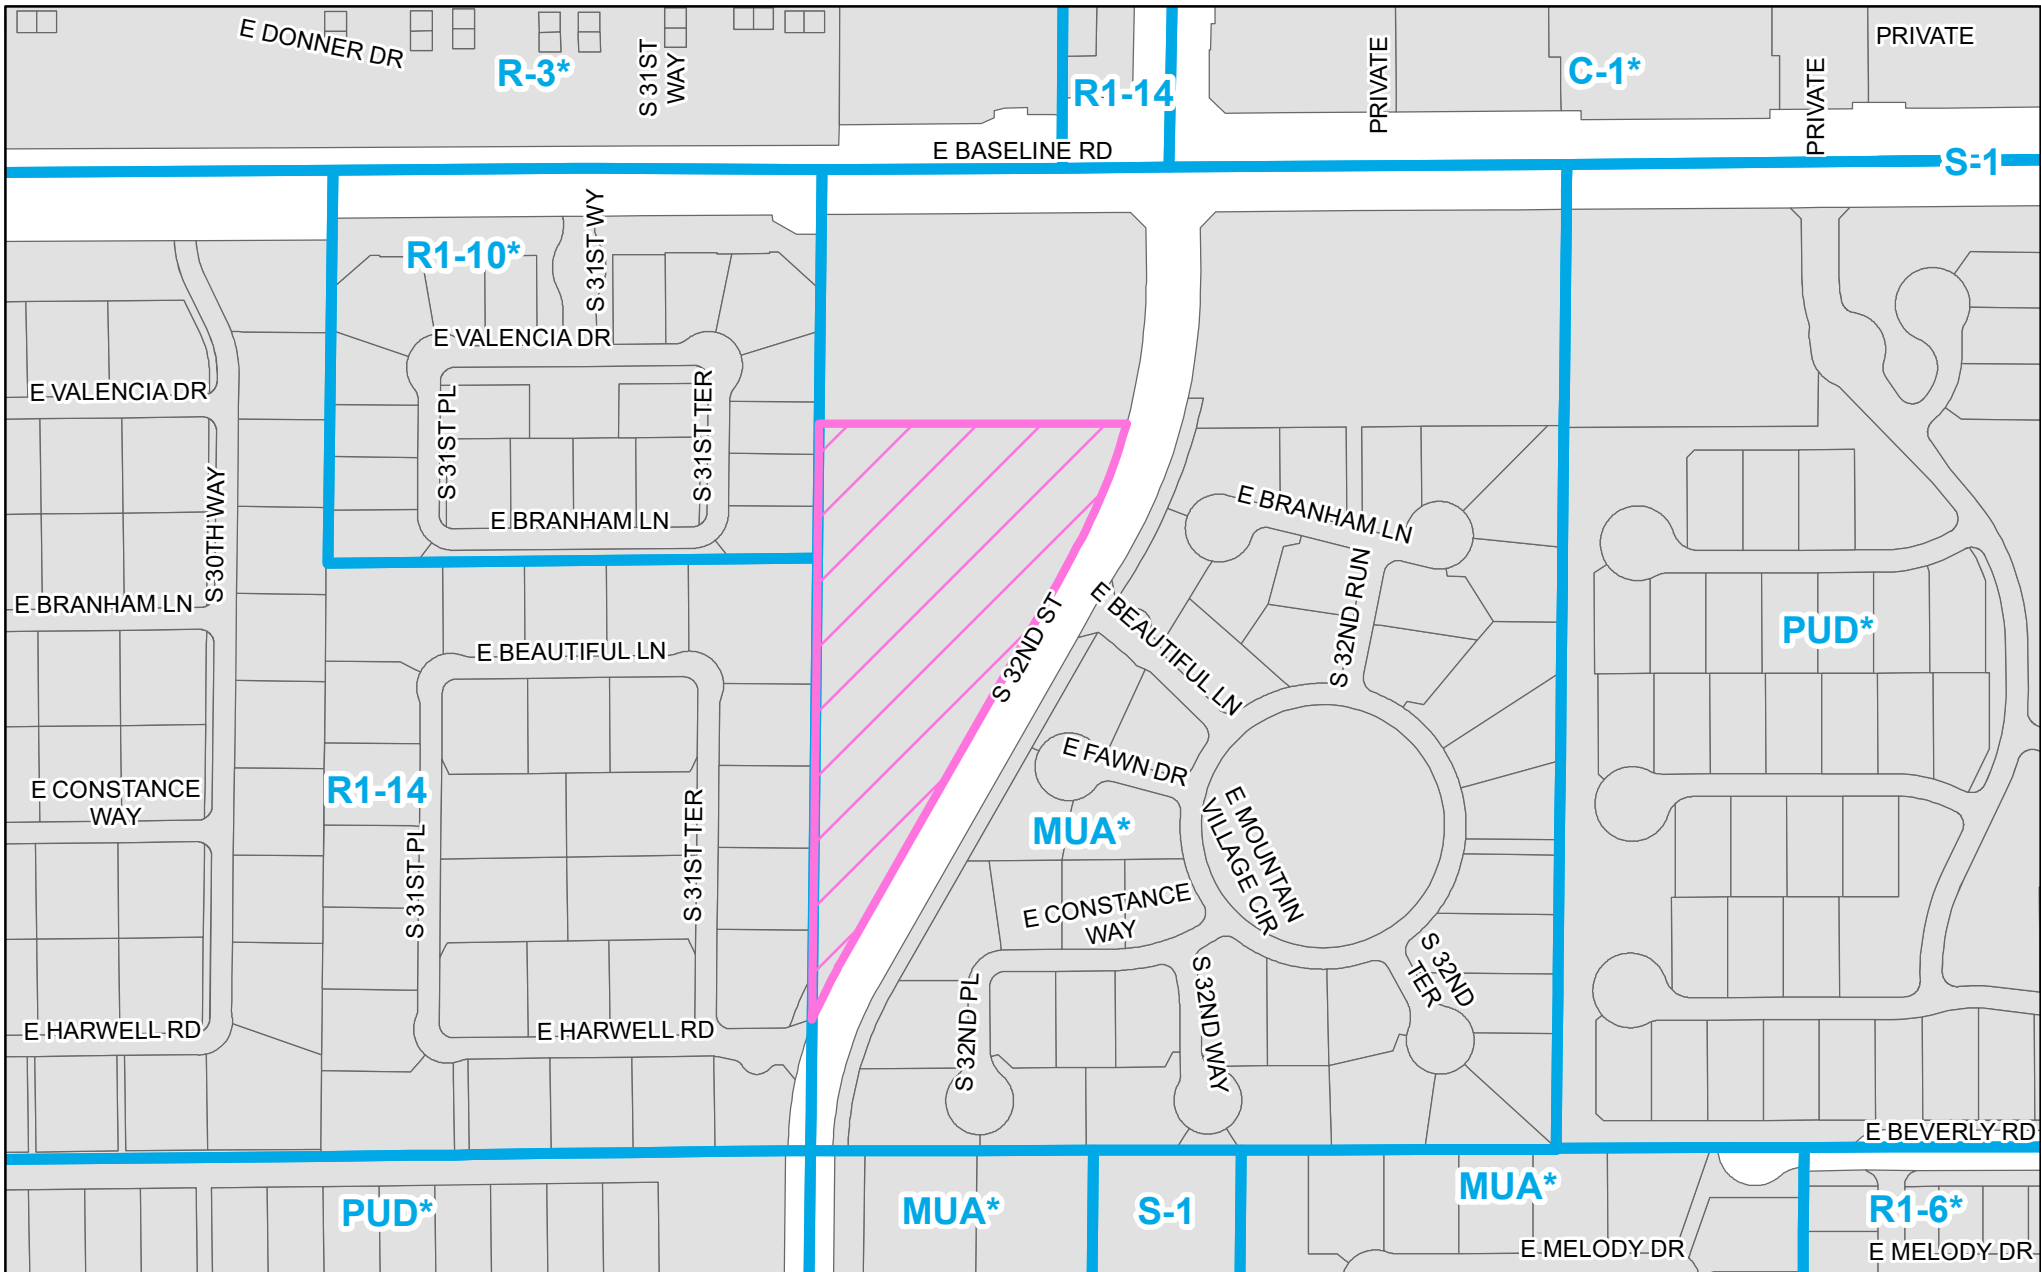 E DONNER DR
R-3*
S 31ST
WAY
R1-14
PRIVATE
C-1*
PRIVATE
PRIVATE
E BASELINE RD
S-1
R1-10*
S 31ST WY
E VALENCIA DR
E VALENCIA DR
S 31ST PL
S 31ST TER
E BRANHAM LN
S 30TH WAY
E BRANHAM LN
E BRANHAM LN
S 32ND RUN
E BEAUTIFUL LN
E BEAUTIFUL LN
S 32ND ST
PUD*
E FAWN DR
E CONSTANCE
WAY
R1-14
S 31ST PL
S 31ST TER
MUA*
E MOUNTAIN
VILLAGE CIR
E CONSTANCE
WAY
S 32ND
TER
S 32ND PL
S 32ND WAY
E HARWELL RD
E HARWELL RD
E BEVERLY RD
PUD*
MUA*
S-1
MUA*
R1-6*
E MELODY DR
E MELODY DR